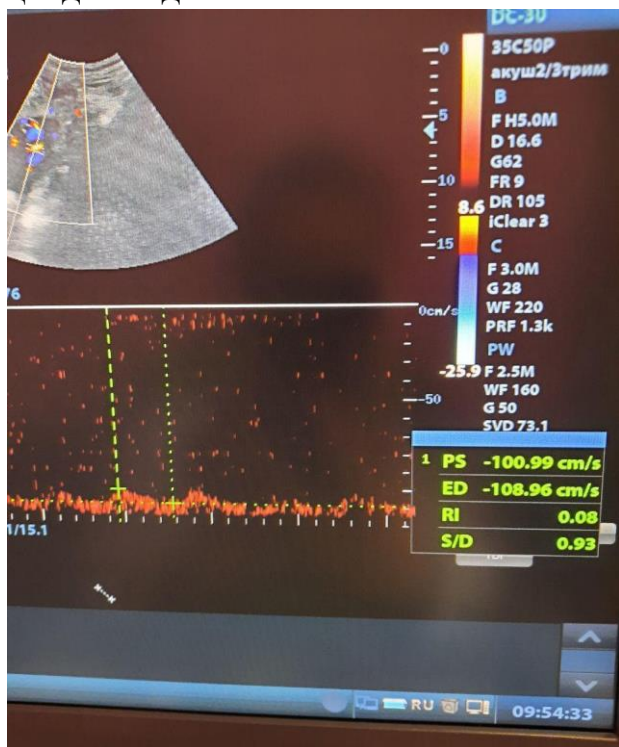 DC-30
35C50P
акуш2/3трим
B
F H5.0M
D 16.6
G62
FR 9
DR 105
iClear 3
C
F 3.0M
G 28
WF 220
PRF 1.3k
PW
F 2.5M
WF 160
G 50
SVD 73.1
0
5
10
15
8.6
-25.9
76
0cм/s
-50
1 PS -100.99 cm/s
ED -108.96 cm/s
RI 0.08
S/D 0.93
1/15.1
RU
09:54:33